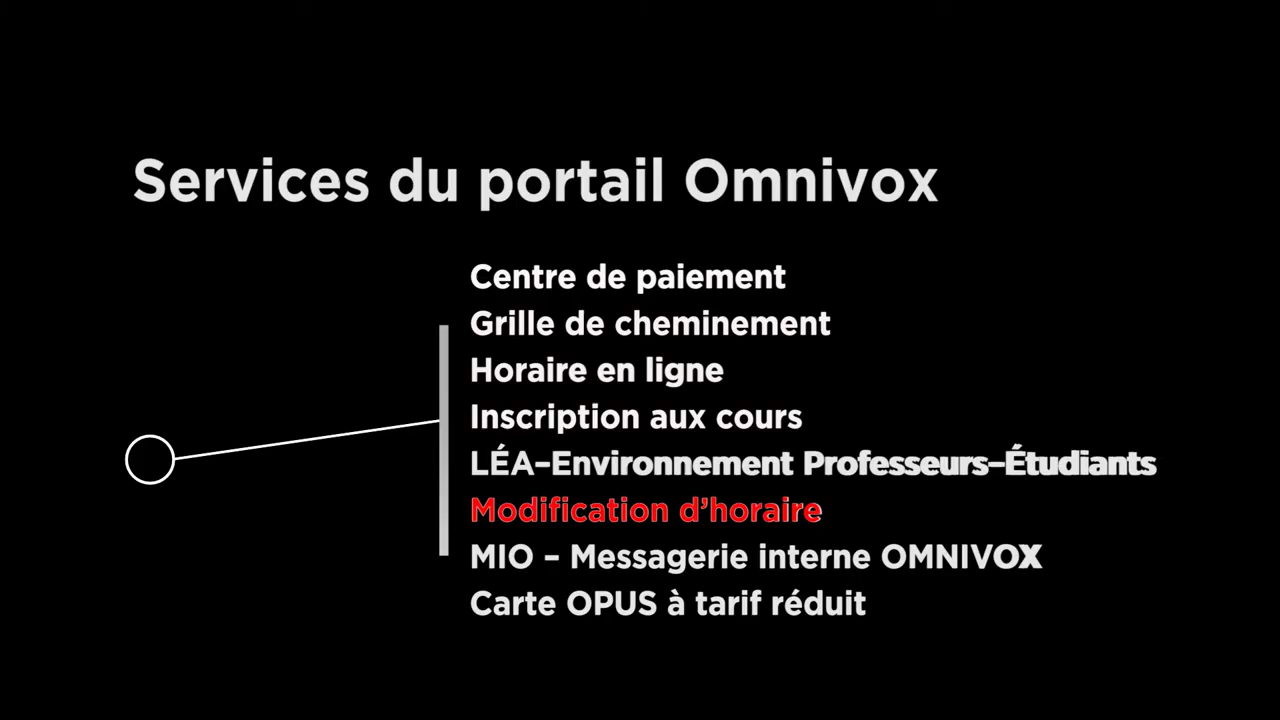 Services du portail Omnivox
Centre de paiement
Grille de cheminement
Horaire en ligne
Inscription aux cours
LÉA–Environnement Professeurs–Étudiants
Modification d’horaire
MIO – Messagerie interne OMNIVOX
Carte OPUS à tarif réduit